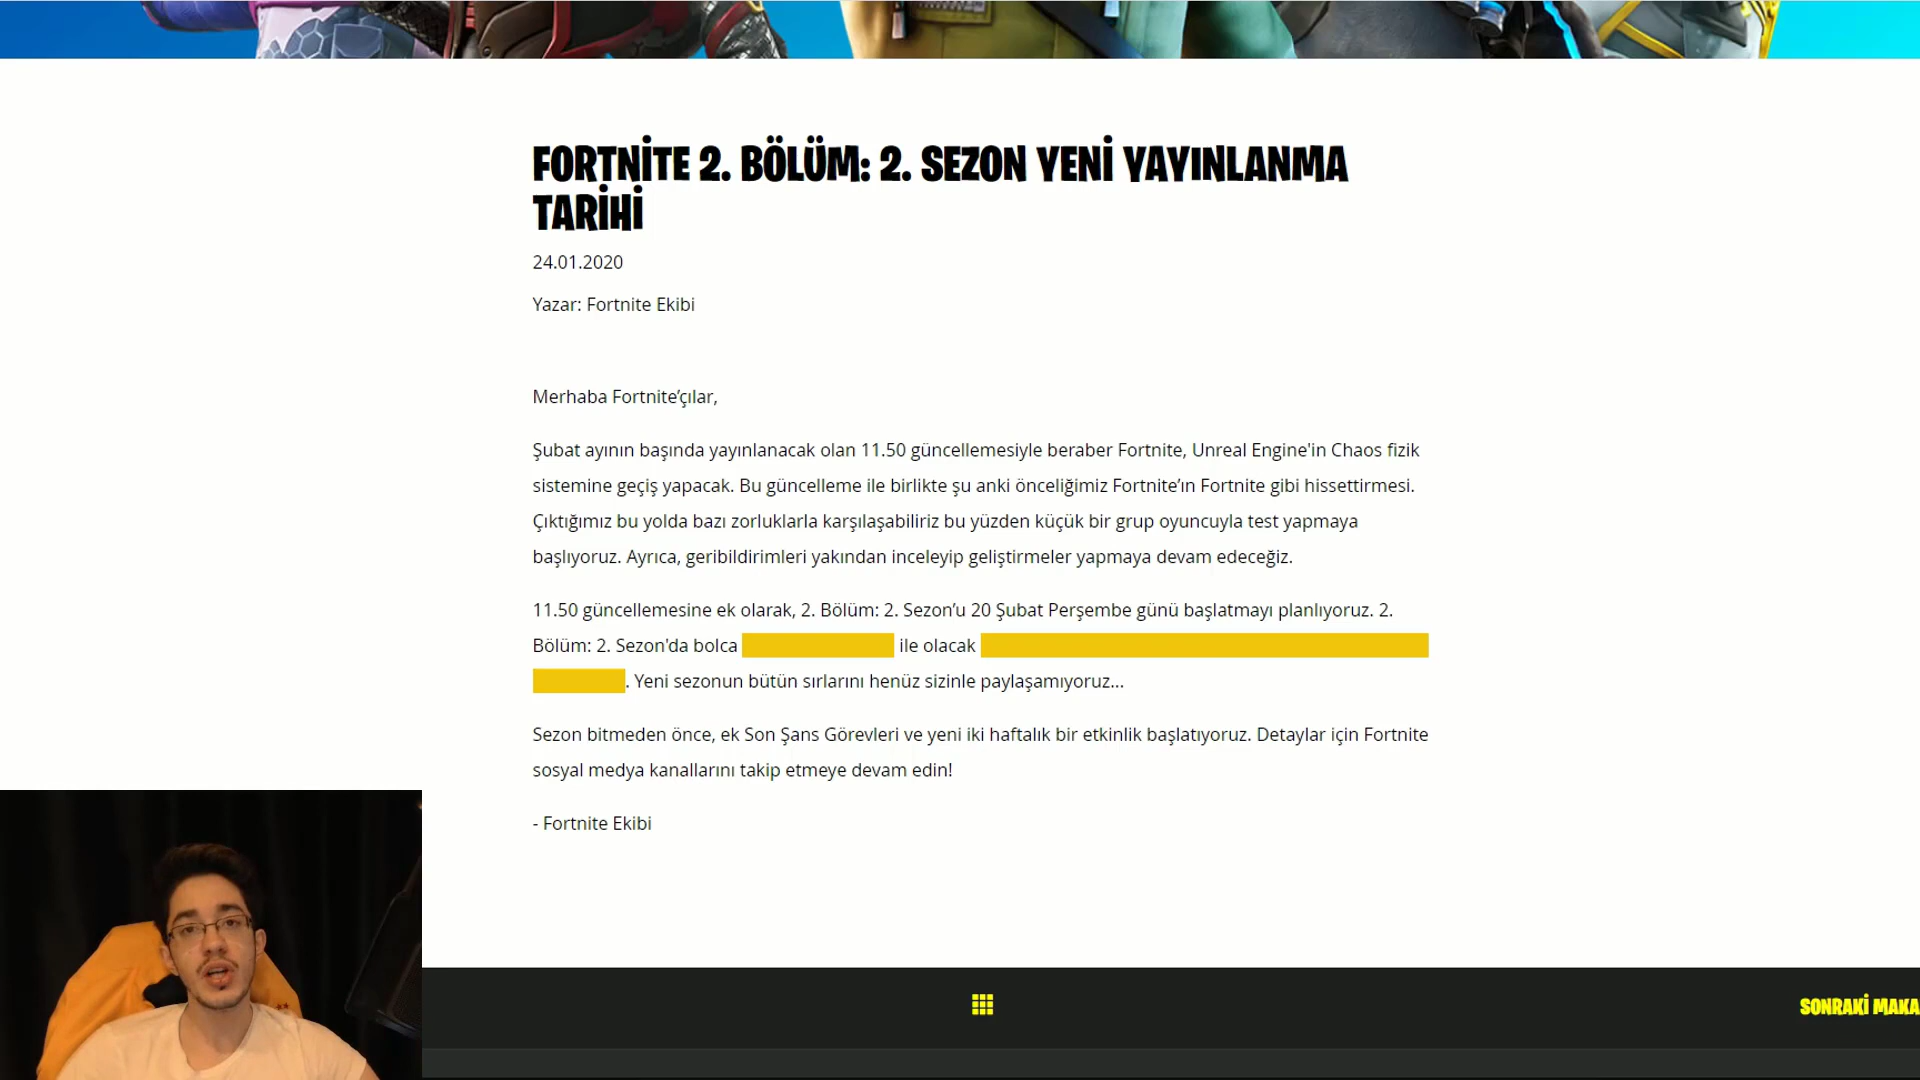 FORTNİTE 2. BÖLÜM: 2. SEZON YENİ YAYINLANMA
TARİHİ
24.01.2020
Yazar: Fortnite Ekibi
Merhaba Fortnite’çılar,
Şubat ayının başında yayınlanacak olan 11.50 güncellemesiyle beraber Fortnite, Unreal Engine'in Chaos fizik
sistemine geçiş yapacak. Bu güncelleme ile birlikte şu anki önceliğimiz Fortnite’ın Fortnite gibi hissettirmesi.
Çıktığımız bu yolda bazı zorluklarla karşılaşabiliriz bu yüzden küçük bir grup oyuncuyla test yapmaya
başlıyoruz. Ayrıca, geribildirimleri yakından inceleyip geliştirmeler yapmaya devam edeceğiz.
11.50 güncellemesine ek olarak, 2. Bölüm: 2. Sezon’u 20 Şubat Perşembe günü başlatmayı planlıyoruz. 2.
Bölüm: 2. Sezon'da bolca ile olacak
. Yeni sezonun bütün sırlarını henüz sizinle paylaşamıyoruz...
Sezon bitmeden önce, ek Son Şans Görevleri ve yeni iki haftalık bir etkinlik başlatıyoruz. Detaylar için Fortnite
sosyal medya kanallarını takip etmeye devam edin!
- Fortnite Ekibi
SONRAKİ MAKA